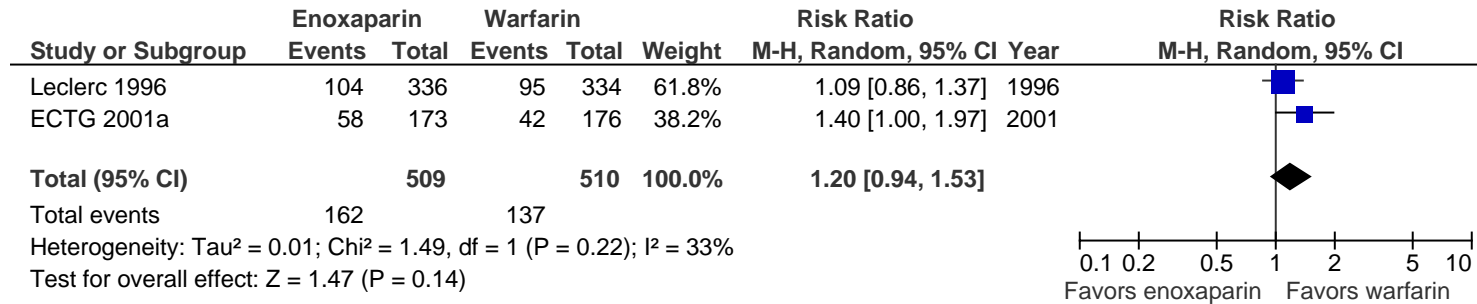 Enoxaparin Warfarin Risk Ratio Risk Ratio
Study or Subgroup Events Total Events Total Weight M-H, Random, 95% CI Year M-H, Random, 95% CI
Leclerc 1996 104 336 95 334 61.8% 1.09 [0.86, 1.37] 1996
ECTG 2001a 58 173 42 176 38.2% 1.40 [1.00, 1.97] 2001
Total (95% CI) 509 510 100.0% 1.20 [0.94, 1.53]
Total events 162 137
Heterogeneity: Tau² = 0.01; Chi² = 1.49, df = 1 (P = 0.22); I² = 33%
Test for overall effect: Z = 1.47 (P = 0.14)
0.1 0.2 0.5 1 2 5 10
Favors enoxaparin Favors warfarin